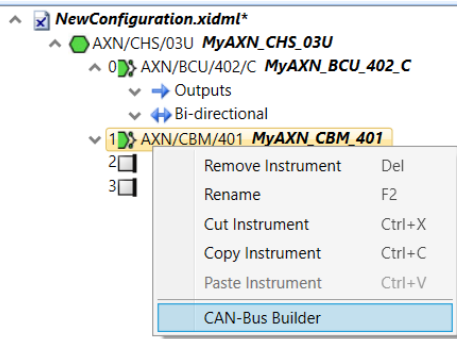 NewConfiguration.xidml*
AXN/CHS/03U MyAXN_CHS_03U
0 AXN/BCU/402/C MyAXN_BCU_402_C
Outputs
Bi-directional
1 AXN/CBM/401 MyAXN_CBM_401
2
3
Remove Instrument Del
Rename F2
Cut Instrument Ctrl+X
Copy Instrument Ctrl+C
Paste Instrument Ctrl+V
CAN-Bus Builder